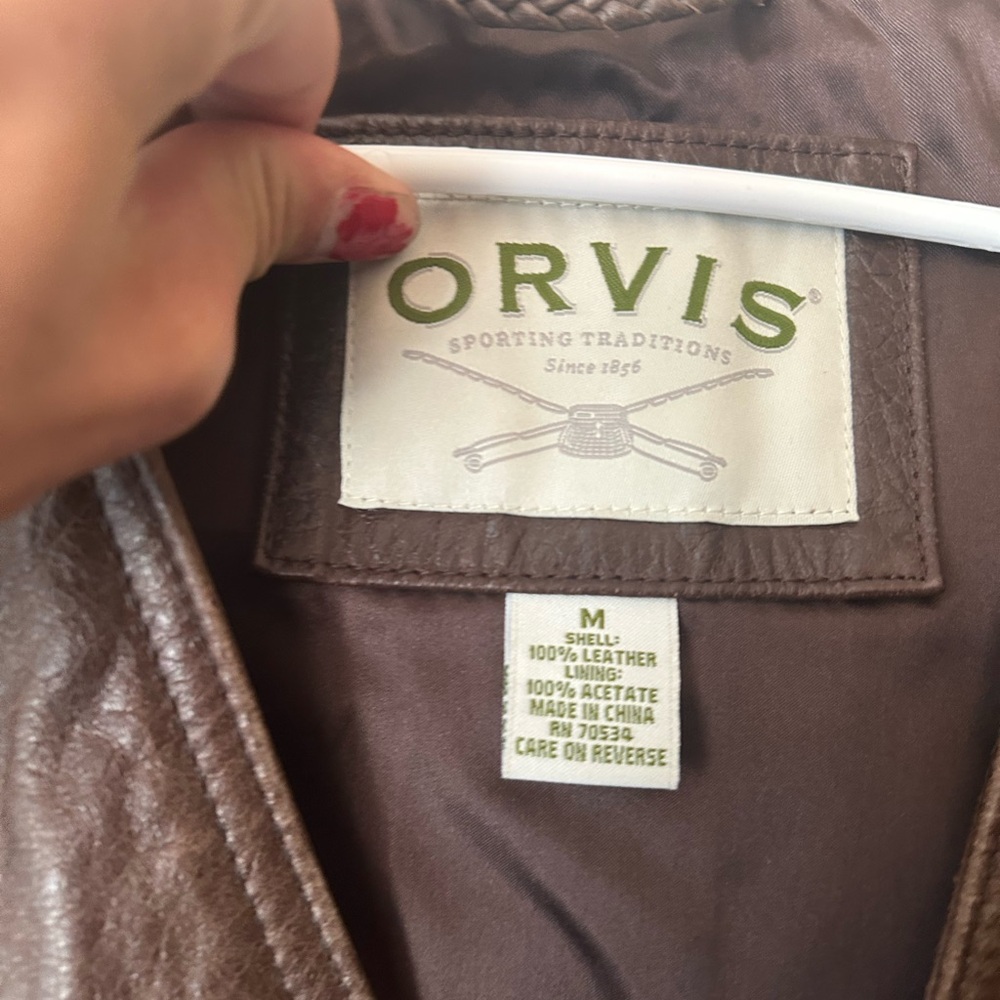 ORVIS®
SPORTING TRADITIONS
Since 1856
M
SHELL:
100% LEATHER
LINING:
100% ACETATE
MADE IN CHINA
RN 70534
CARE ON REVERSE